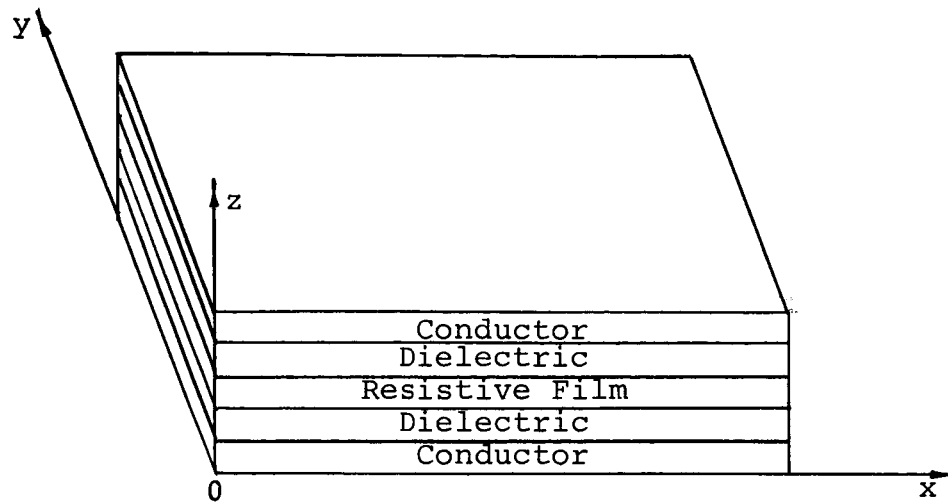 y
z
Conductor
Dielectric
Resistive Film
Dielectric
Conductor
0
x